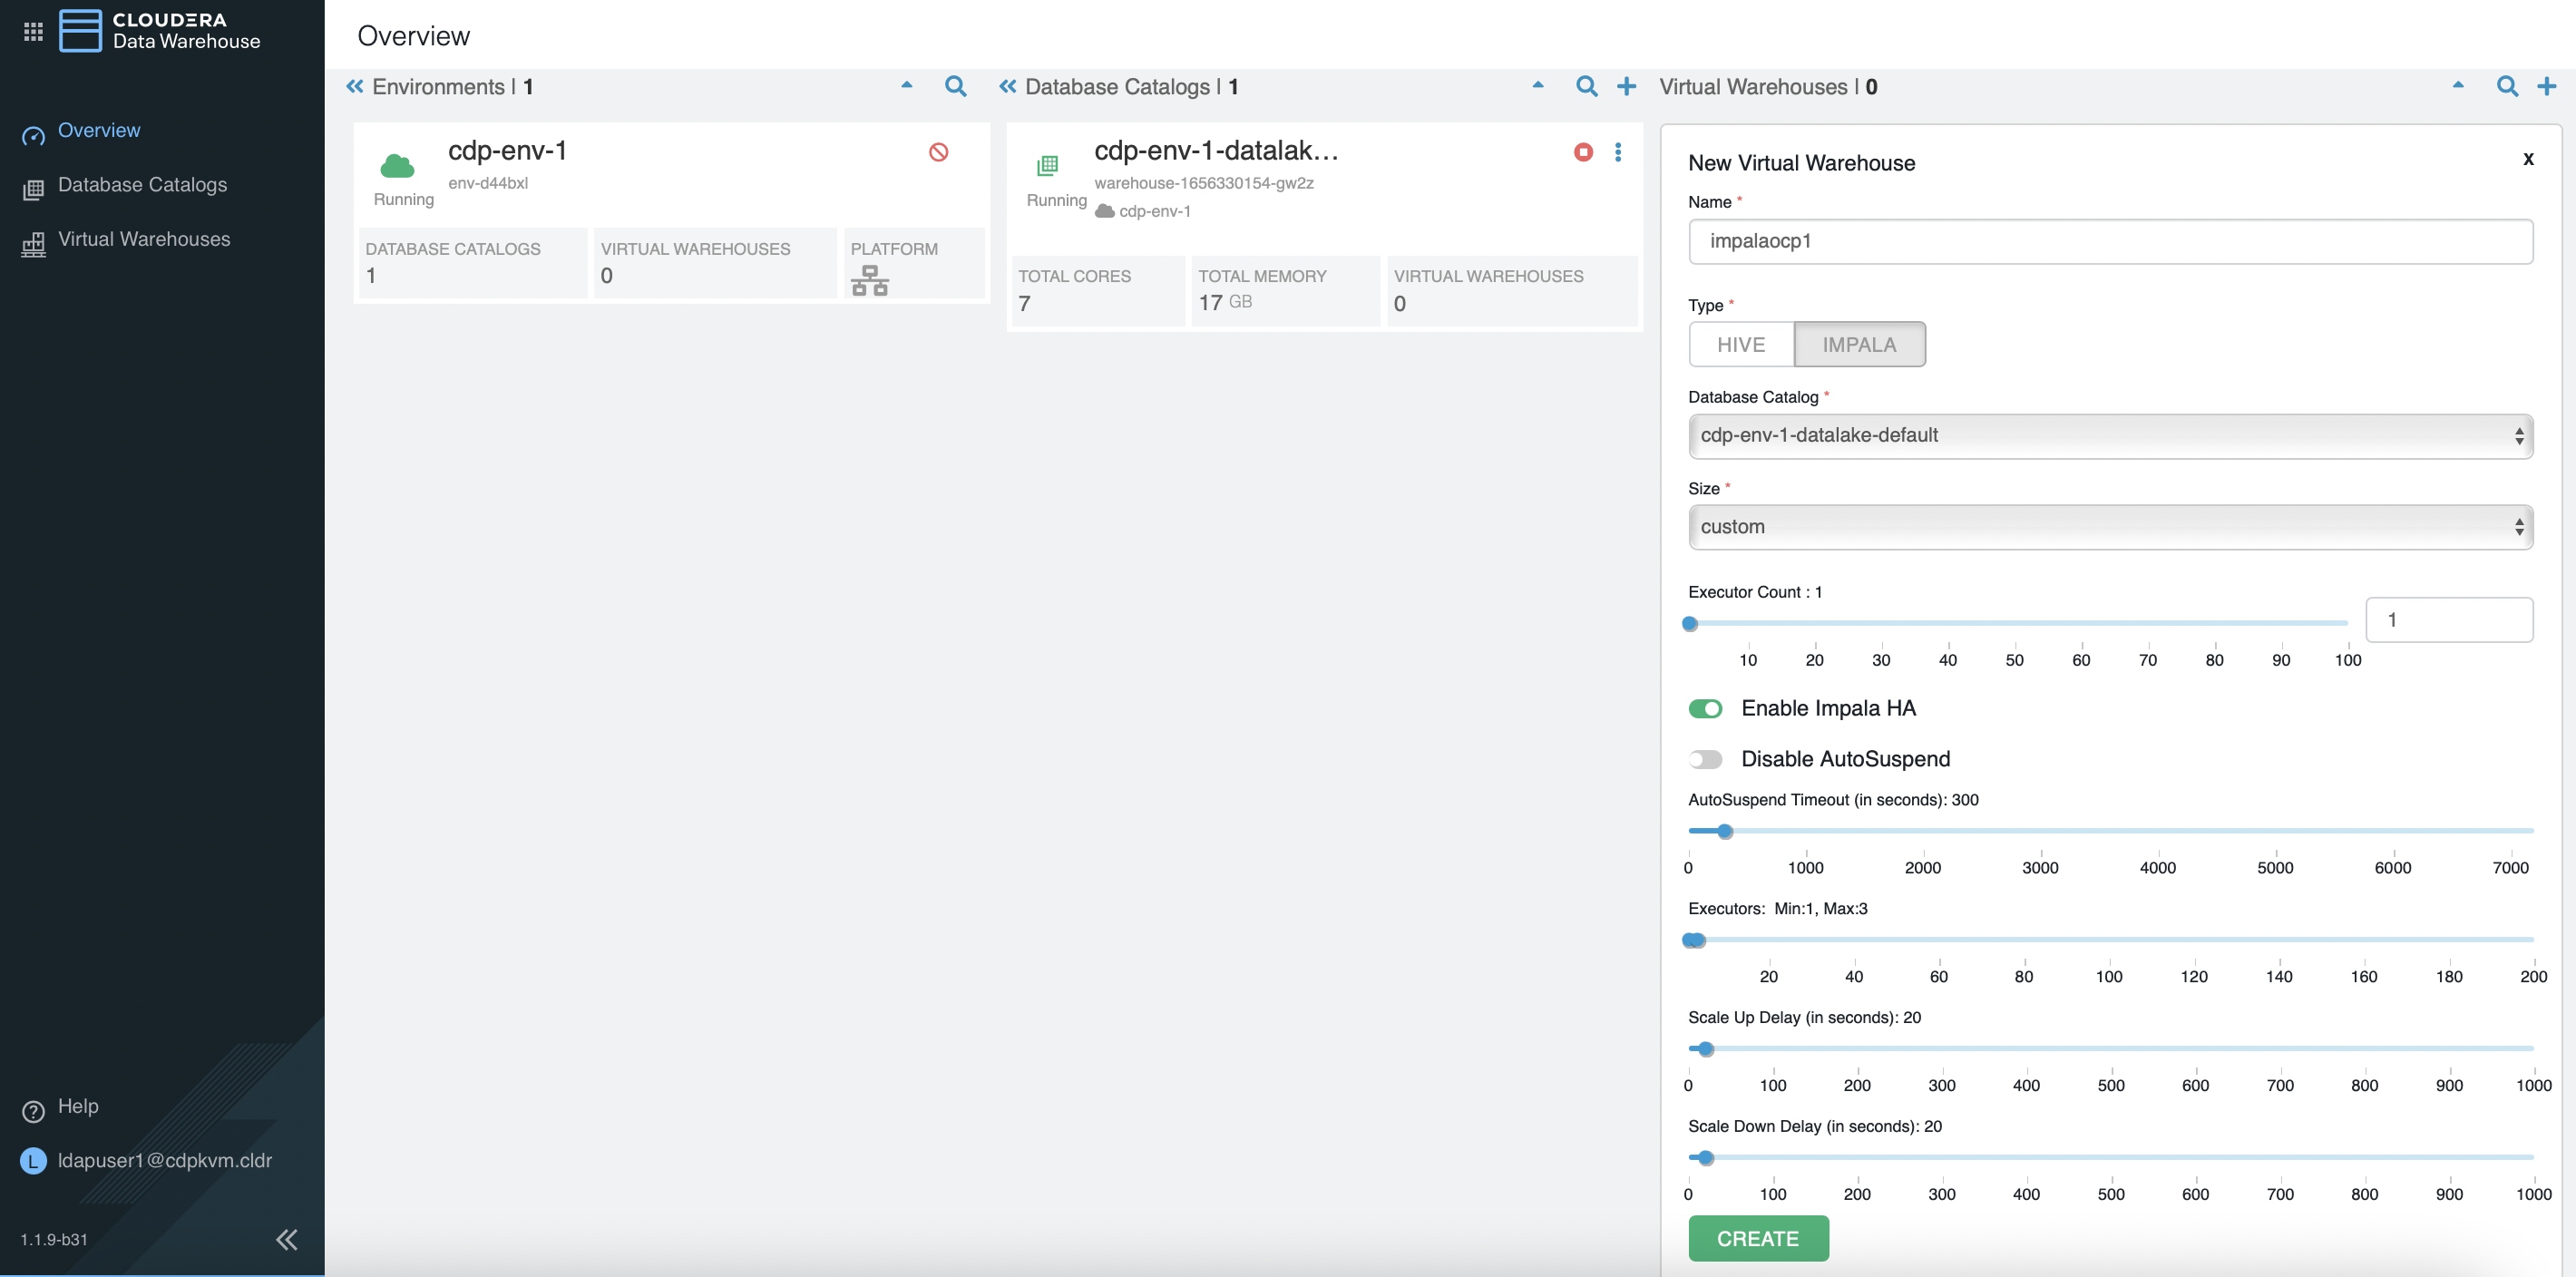 CLOUDERA
Data Warehouse
Overview
Database Catalogs
Virtual Warehouses
Help
L
ldapuser1@cdpkvm.cldr
1.1.9-b31
Overview
Environments | 1
cdp-env-1
env-d44bxl
Running
DATABASE CATALOGS
1
VIRTUAL WAREHOUSES
0
PLATFORM
Database Catalogs | 1
cdp-env-1-datalak...
warehouse-1656330154-gw2z
Running
cdp-env-1
TOTAL CORES
7
TOTAL MEMORY
17 GB
VIRTUAL WAREHOUSES
0
Virtual Warehouses | 0
New Virtual Warehouse
x
Name *
impalaocp1
Type *
HIVE IMPALA
Database Catalog *
cdp-env-1-datalake-default
Size *
custom
Executor Count : 1
1
10 20 30 40 50 60 70 80 90 100
Enable Impala HA
Disable AutoSuspend
AutoSuspend Timeout (in seconds): 300
0 1000 2000 3000 4000 5000 6000 7000
Executors: Min:1, Max:3
20 40 60 80 100 120 140 160 180 200
Scale Up Delay (in seconds): 20
0 100 200 300 400 500 600 700 800 900 1000
Scale Down Delay (in seconds): 20
0 100 200 300 400 500 600 700 800 900 1000
CREATE